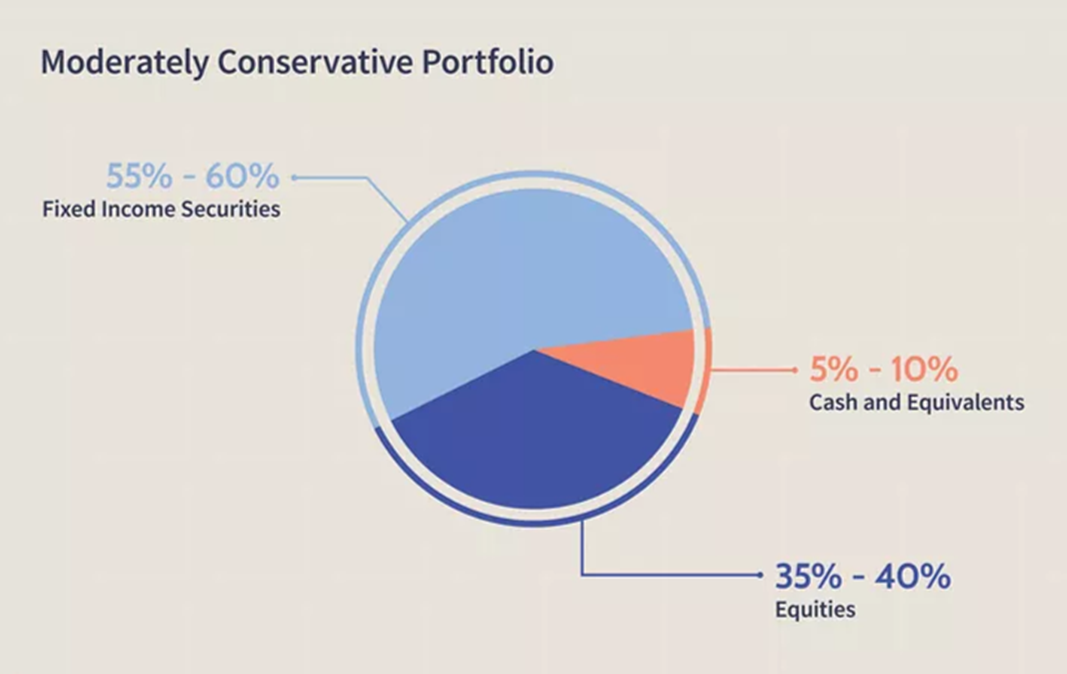 Moderately Conservative Portfolio
55% - 60%
Fixed Income Securities
5% - 10%
Cash and Equivalents
35% - 40%
Equities